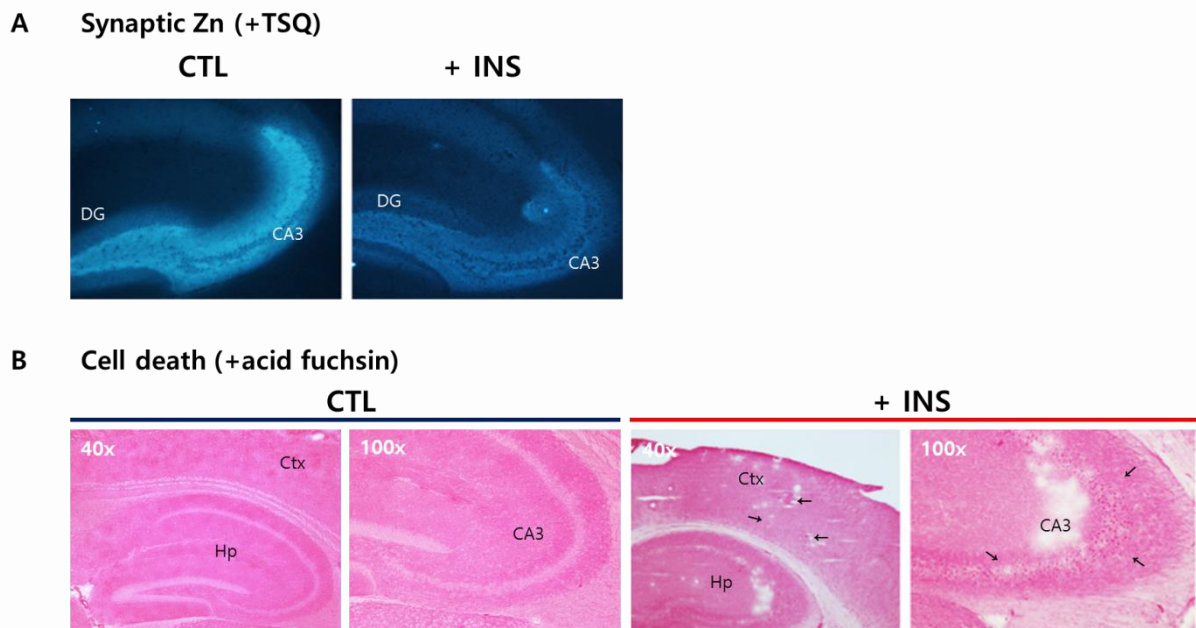 A Synaptic Zn (+TSQ)
CTL + INS
DG CA3 DG CA3
B Cell death (+acid fuchsin)
CTL + INS
40x Ctx Hp 100x CA3 40x Ctx Hp 100x CA3